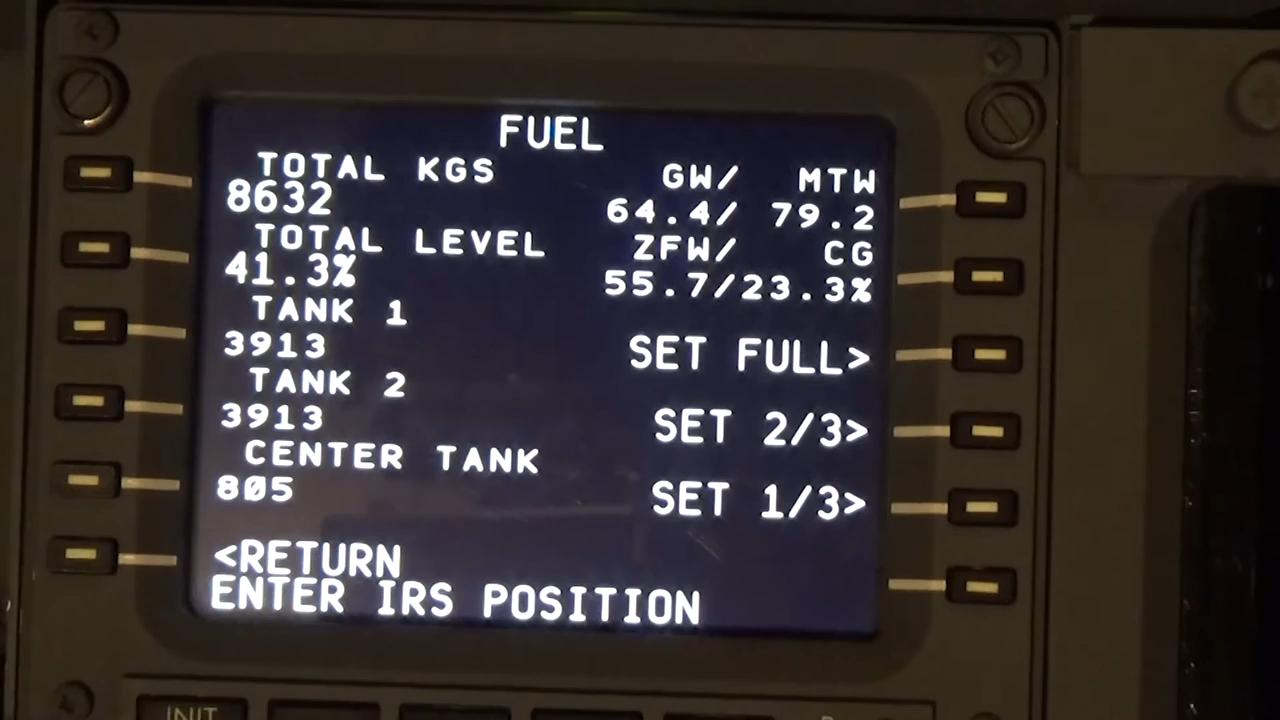 FUEL
TOTAL KGS GW/ MTW
8632 64.4/ 79.2
TOTAL LEVEL ZFW/ CG
41.3% 55.7/23.3%
TANK 1
3913 SET FULL>
TANK 2
3913 SET 2/3>
CENTER TANK
805 SET 1/3>
<RETURN
ENTER IRS POSITION
INIT